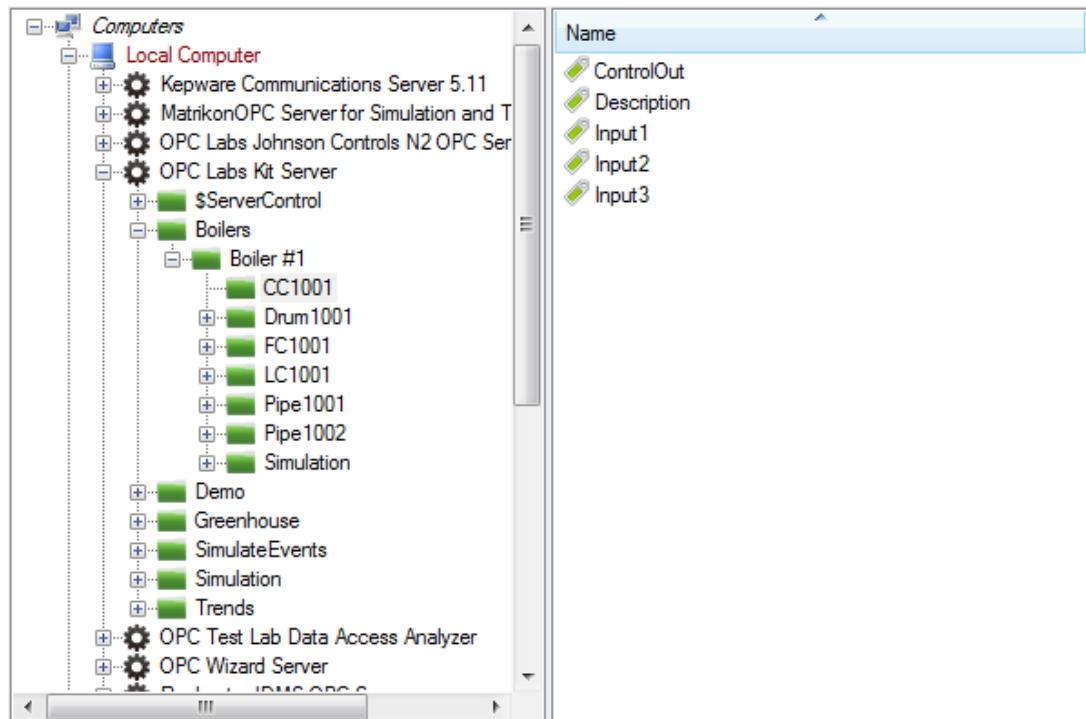 Computers
Local Computer
Kepware Communications Server 5.11
MatrikonOPC Server for Simulation and T
OPC Labs Johnson Controls N2 OPC Ser
OPC Labs Kit Server
$ServerControl
Boilers
Boiler #1
CC1001
Drum1001
FC1001
LC1001
Pipe1001
Pipe1002
Simulation
Demo
Greenhouse
SimulateEvents
Simulation
Trends
OPC Test Lab Data Access Analyzer
OPC Wizard Server
Name
ControlOut
Description
Input1
Input2
Input3